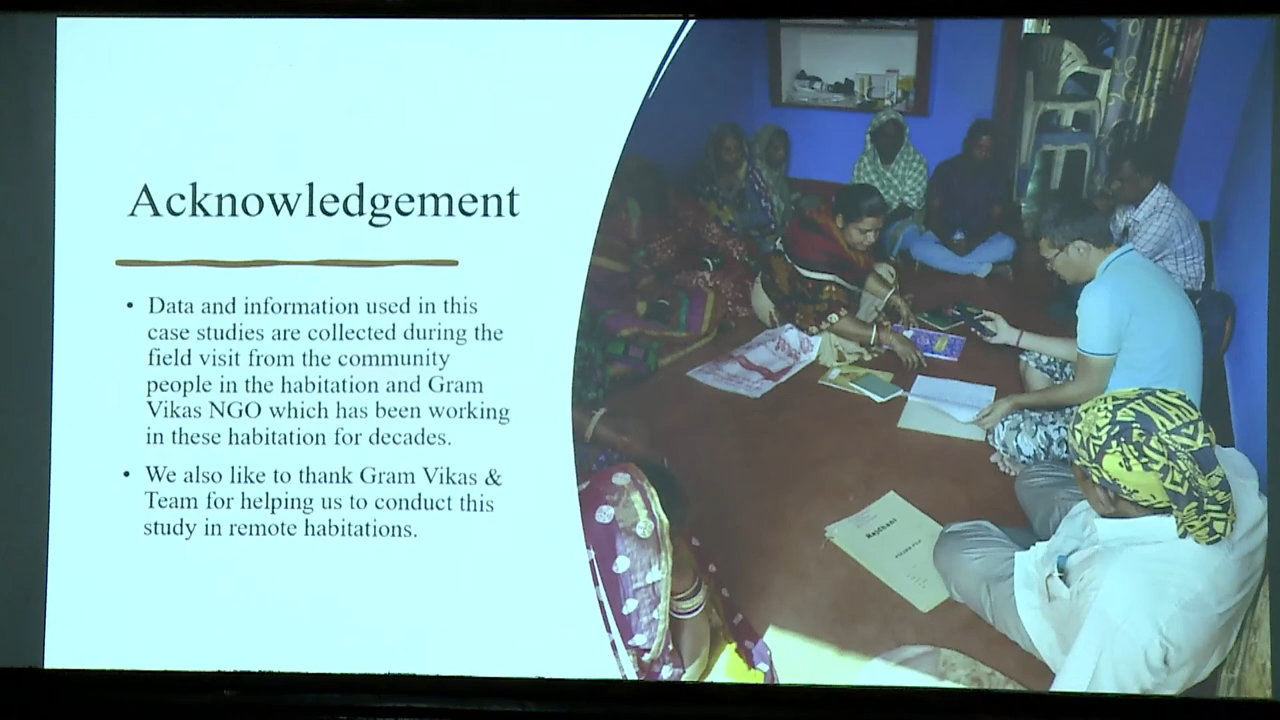 Acknowledgement
• Data and information used in this
case studies are collected during the
field visit from the community
people in the habitation and Gram
Vikas NGO which has been working
in these habitation for decades.
• We also like to thank Gram Vikas &
Team for helping us to conduct this
study in remote habitations.
Rajdhani